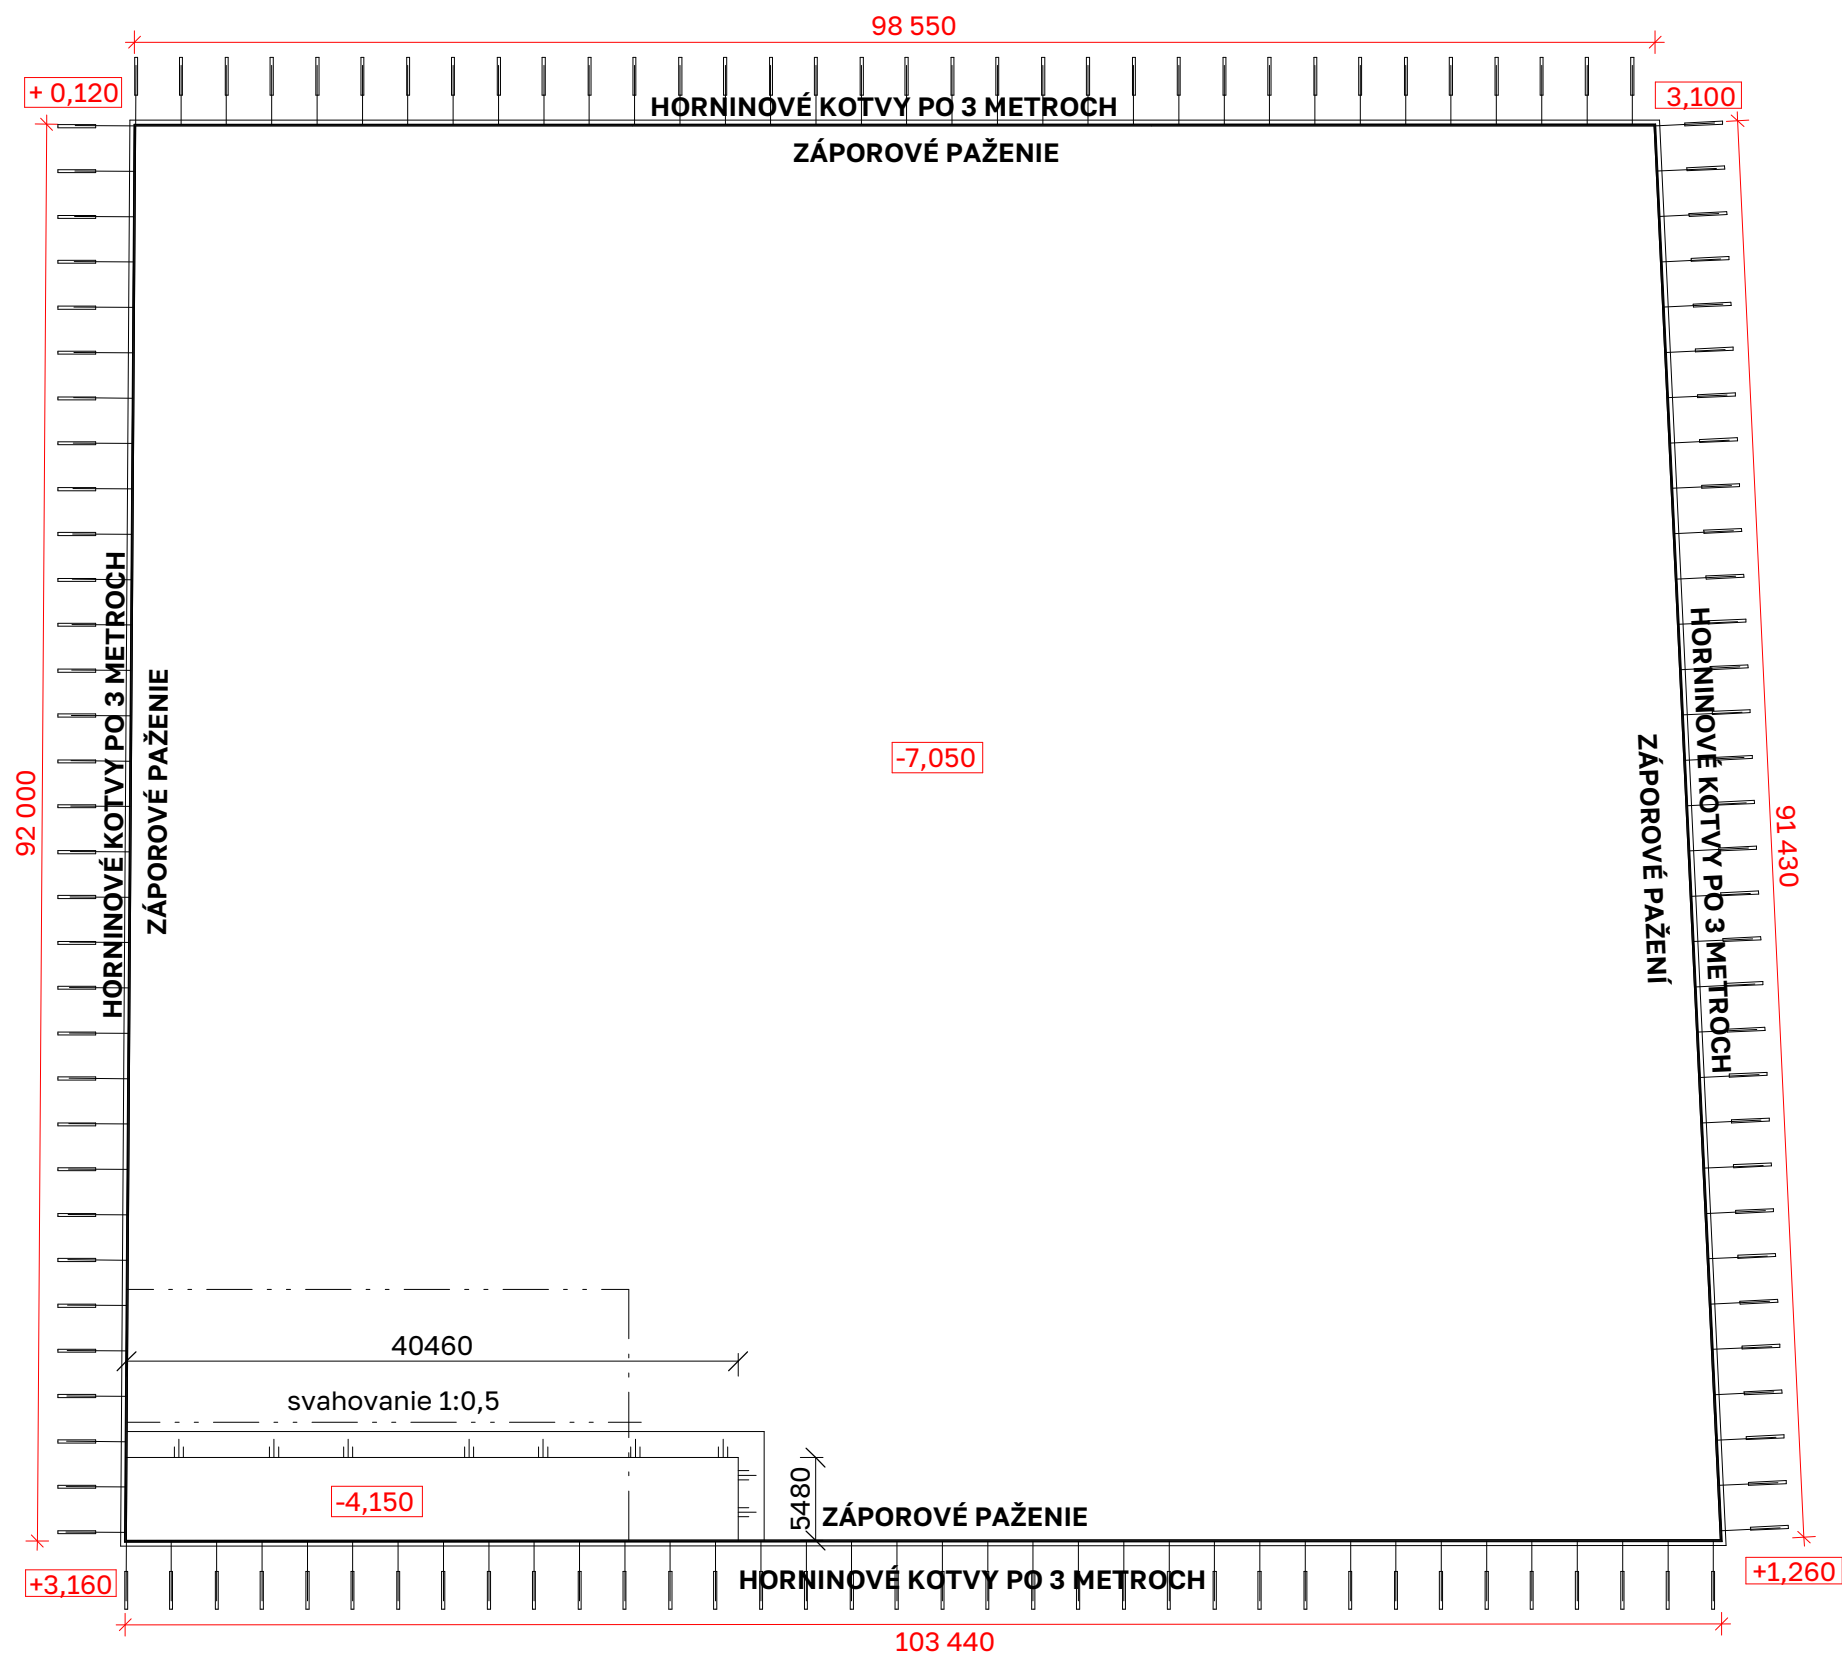 98 550
+ 0,120
3,100
HORNINOVÉ KOTVY PO 3 METROCH
ZÁPOROVÉ PAŽENIE
92 000
HORNINOVÉ KOTVY PO 3 METROCH
ZÁPOROVÉ PAŽENIE
-7,050
ZÁPOROVÉ PAŽENÍ
HORNINOVÉ KOTVY PO 3 METROCH
91 430
40460
svahovanie 1:0,5
-4,150
5480
ZÁPOROVÉ PAŽENIE
+3,160
HORNINOVÉ KOTVY PO 3 METROCH
+1,260
103 440